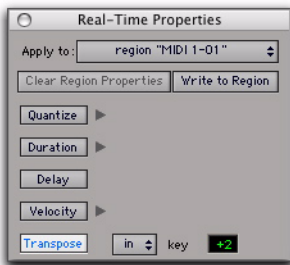 Real-Time Properties
Apply to: region "MIDI 1-01"
Clear Region Properties Write to Region
Quantize
Duration
Delay
Velocity
Transpose in key +2